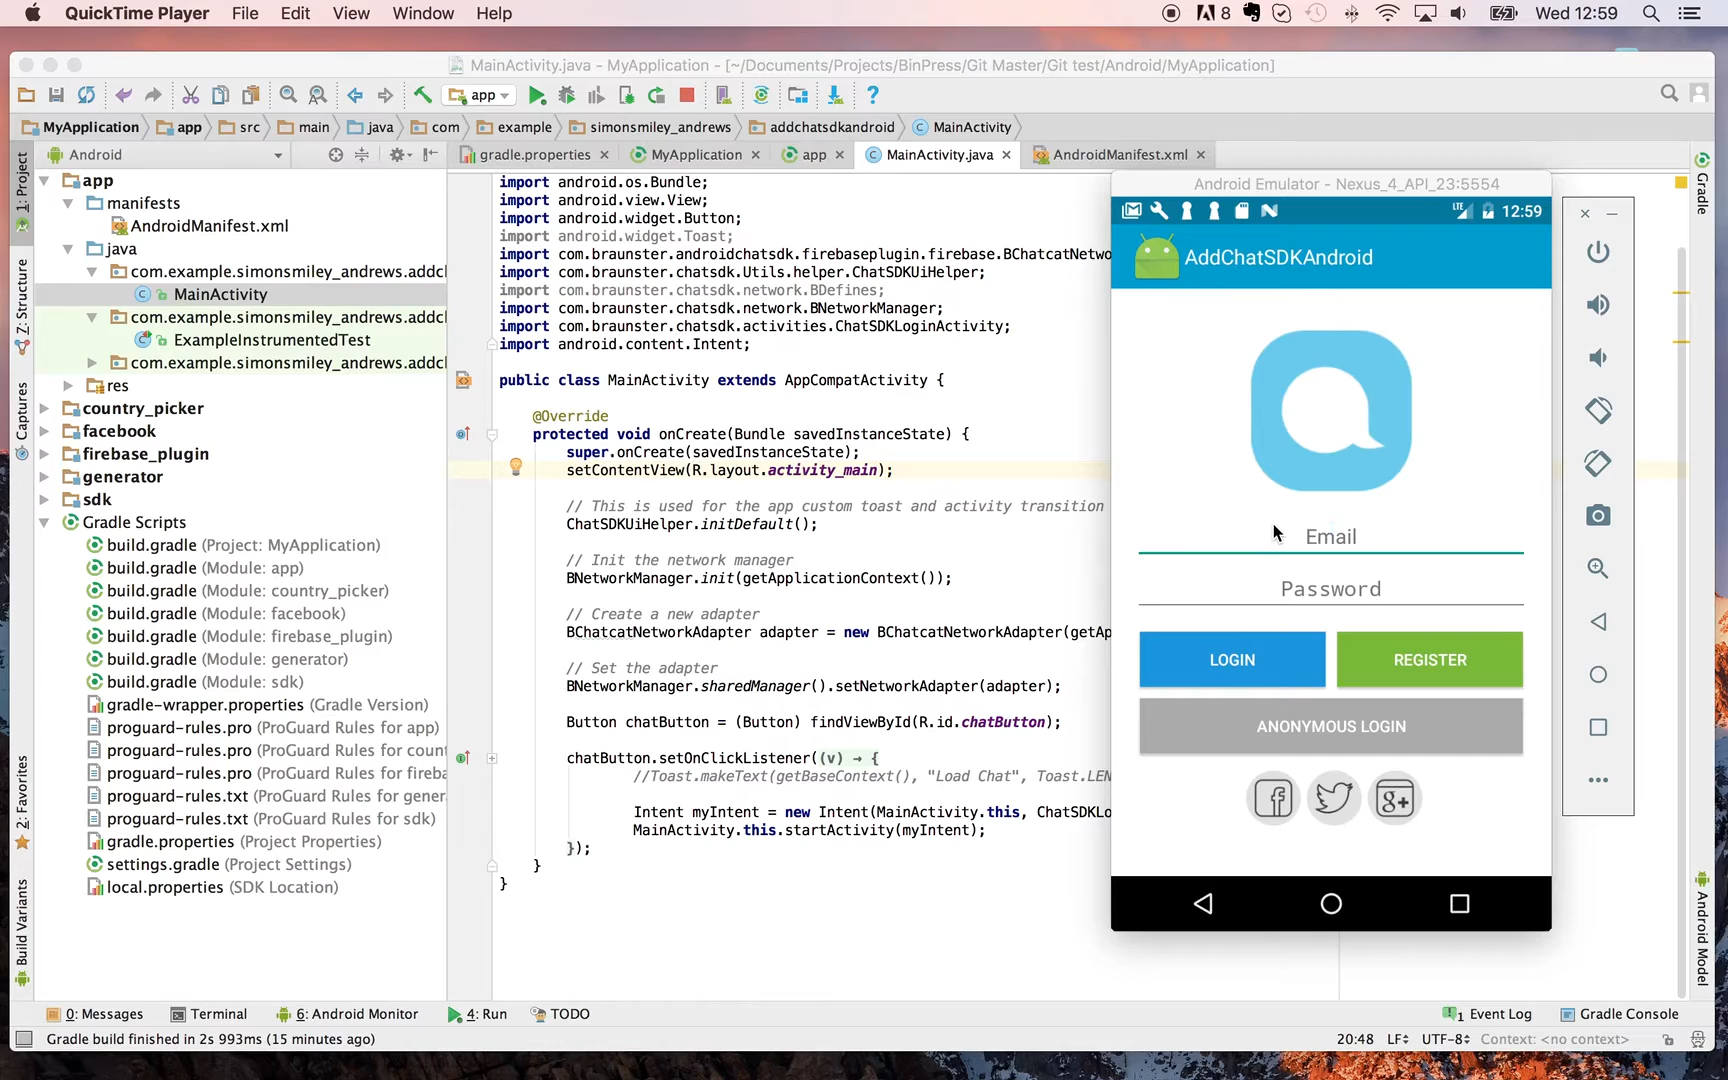 QuickTime Player File Edit View Window Help
8 Wed 12:59
MainActivity.java - MyApplication - [~/Documents/Projects/BinPress/Git Master/Git test/Android/MyApplication]
app
MyApplication app src main java com example simonsmiley_andrews addchatsdkandroid MainActivity
Android
gradle.properties MyApplication app MainActivity.java AndroidManifest.xml
1: Project
Z: Structure
Captures
2: Favorites
Build Variants
app
manifests
AndroidManifest.xml
java
com.example.simonsmiley_andrews.addcl
MainActivity
com.example.simonsmiley_andrews.addcl
ExampleInstrumentedTest
com.example.simonsmiley_andrews.addcl
res
country_picker
facebook
firebase_plugin
generator
sdk
Gradle Scripts
build.gradle (Project: MyApplication)
build.gradle (Module: app)
build.gradle (Module: country_picker)
build.gradle (Module: facebook)
build.gradle (Module: firebase_plugin)
build.gradle (Module: generator)
build.gradle (Module: sdk)
gradle-wrapper.properties (Gradle Version)
proguard-rules.pro (ProGuard Rules for app)
proguard-rules.pro (ProGuard Rules for coun
proguard-rules.pro (ProGuard Rules for fireba
proguard-rules.txt (ProGuard Rules for gener
proguard-rules.txt (ProGuard Rules for sdk)
gradle.properties (Project Properties)
settings.gradle (Project Settings)
local.properties (SDK Location)
import android.os.Bundle;
import android.view.View;
import android.widget.Button;
import android.widget.Toast;
import com.braunster.androidchatsdk.firebaseplugin.firebase.BChatcatNetwo
import com.braunster.chatsdk.Utils.helper.ChatSDKUiHelper;
import com.braunster.chatsdk.network.BDefines;
import com.braunster.chatsdk.network.BNetworkManager;
import com.braunster.chatsdk.activities.ChatSDKLoginActivity;
import android.content.Intent;
public class MainActivity extends AppCompatActivity {
@Override
protected void onCreate(Bundle savedInstanceState) {
super.onCreate(savedInstanceState);
setContentView(R.layout.activity_main);
// This is used for the app custom toast and activity transition
ChatSDKUiHelper.initDefault();
// Init the network manager
BNetworkManager.init(getApplicationContext());
// Create a new adapter
BChatcatNetworkAdapter adapter = new BChatcatNetworkAdapter(getAp
// Set the adapter
BNetworkManager.sharedManager().setNetworkAdapter(adapter);
Button chatButton = (Button) findViewById(R.id.chatButton);
chatButton.setOnClickListener((v) → {
//Toast.makeText(getBaseContext(), "Load Chat", Toast.LEN
Intent myIntent = new Intent(MainActivity.this, ChatSDKLo
MainActivity.this.startActivity(myIntent);
});
}
}
Android Emulator - Nexus_4_API_23:5554
LTE 12:59
AddChatSDKAndroid
Email
Password
LOGIN REGISTER
ANONYMOUS LOGIN
Gradle
Android Model
0: Messages Terminal 6: Android Monitor 4: Run TODO
1 Event Log Gradle Console
Gradle build finished in 2s 993ms (15 minutes ago)
20:48 LF UTF-8 Context: <no context>